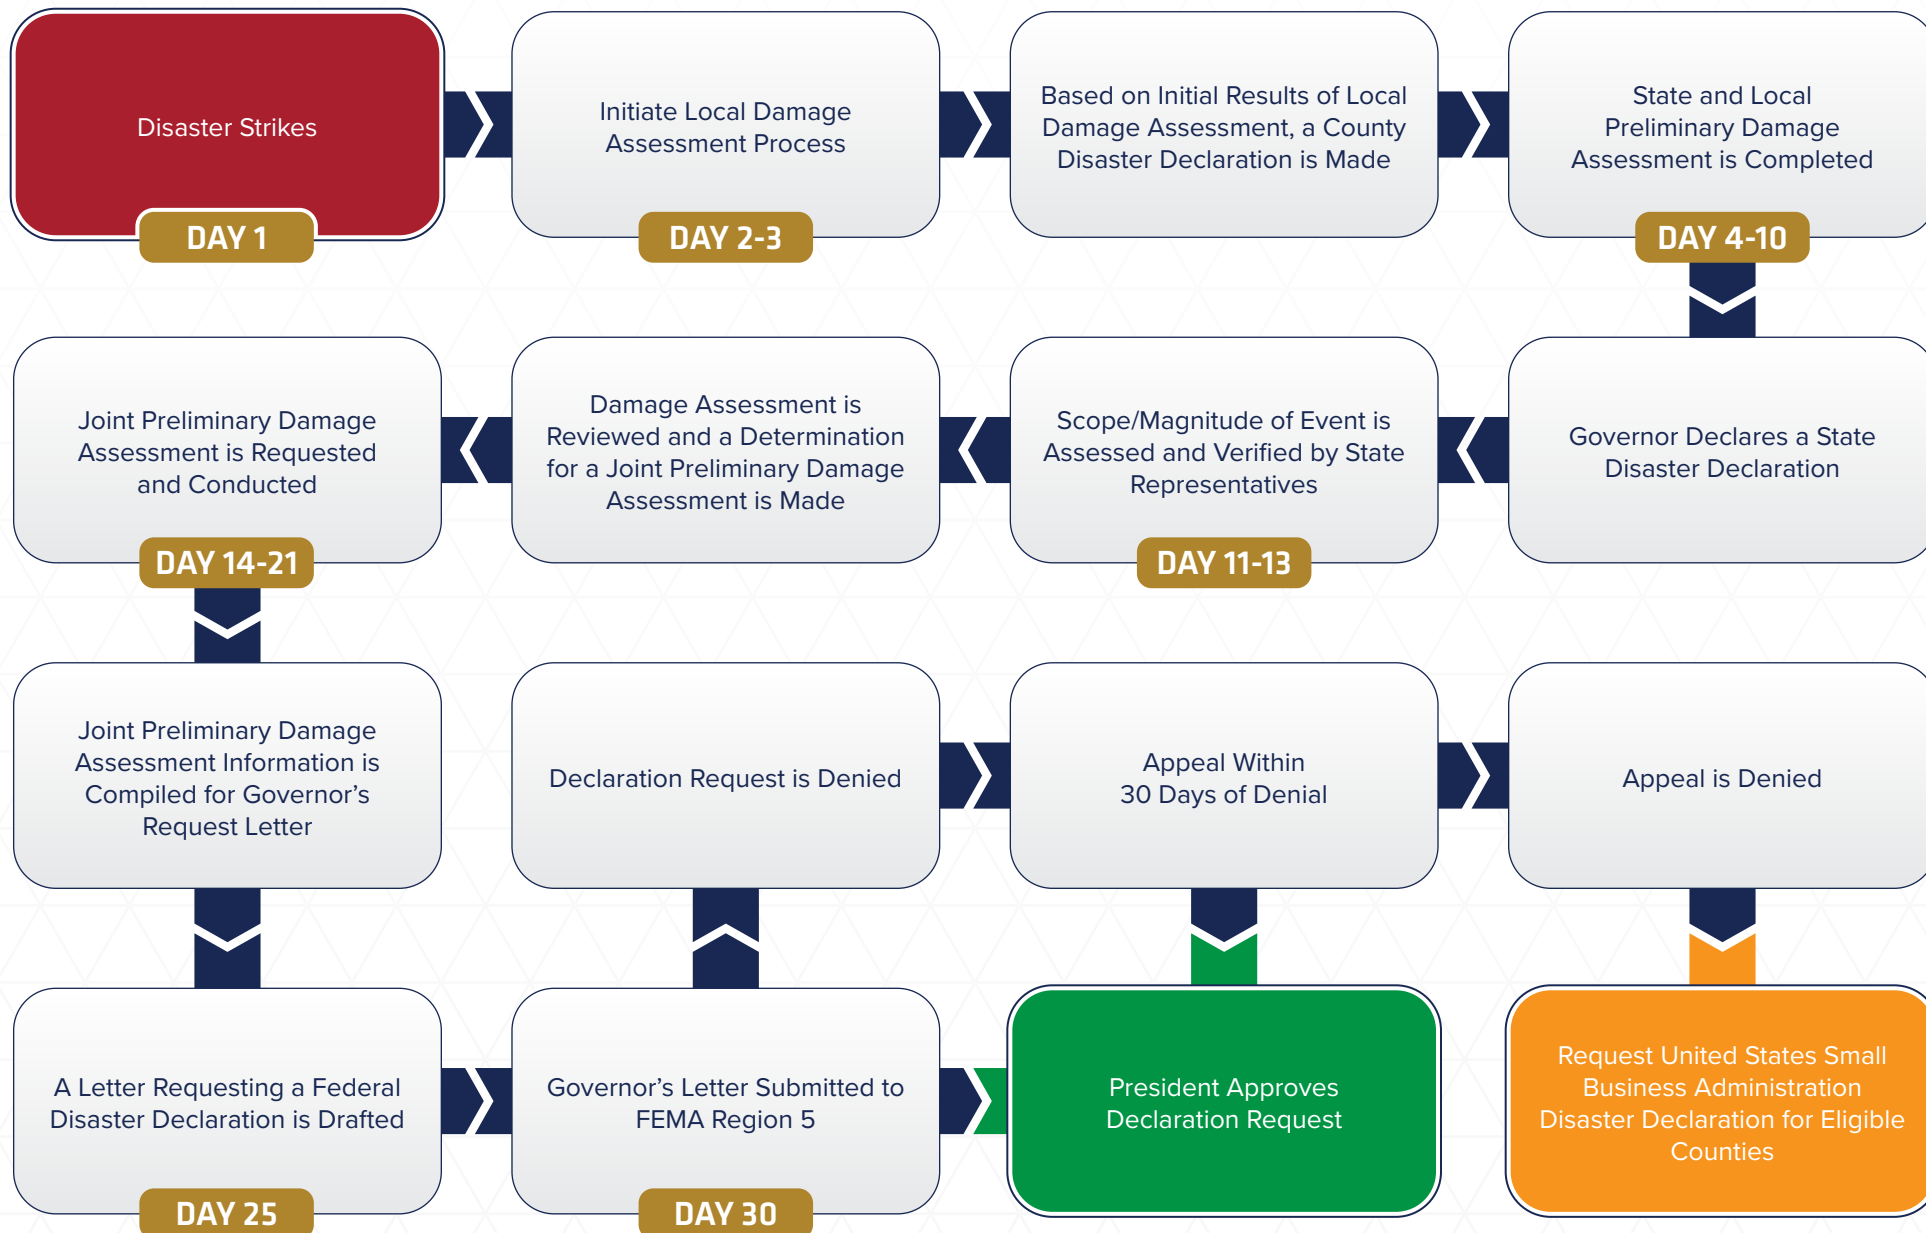 Disaster Strikes
DAY 1
Initiate Local Damage
Assessment Process
DAY 2-3
Based on Initial Results of Local
Damage Assessment, a County
Disaster Declaration is Made
State and Local
Preliminary Damage
Assessment is Completed
DAY 4-10
Governor Declares a State
Disaster Declaration
Scope/Magnitude of Event is
Assessed and Verified by State
Representatives
DAY 11-13
Damage Assessment is
Reviewed and a Determination
for a Joint Preliminary Damage
Assessment is Made
Joint Preliminary Damage
Assessment is Requested
and Conducted
DAY 14-21
Joint Preliminary Damage
Assessment Information is
Compiled for Governor’s
Request Letter
A Letter Requesting a Federal
Disaster Declaration is Drafted
DAY 25
Governor’s Letter Submitted to
FEMA Region 5
DAY 30
Declaration Request is Denied
Appeal Within
30 Days of Denial
Appeal is Denied
President Approves
Declaration Request
Request United States Small
Business Administration
Disaster Declaration for Eligible
Counties